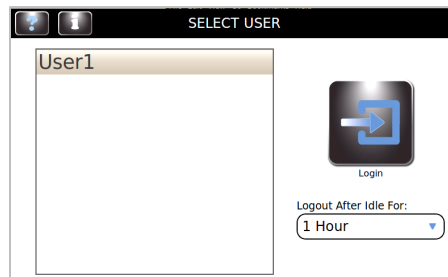 ? i SELECT USER
User1
Login
Logout After Idle For:
1 Hour